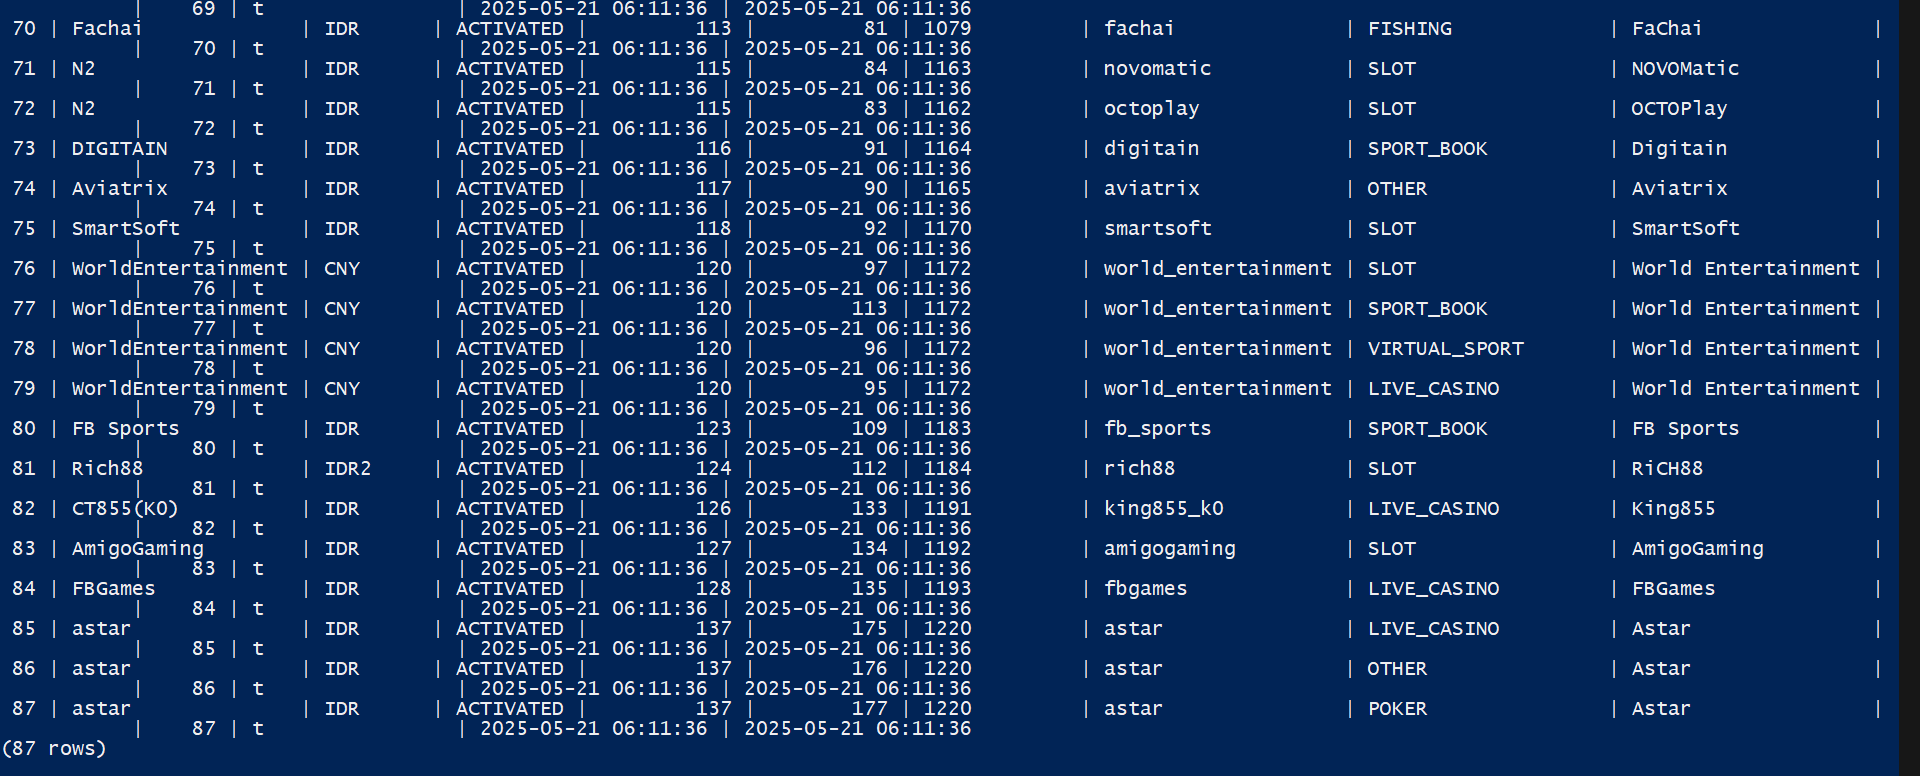 | 69 | t | 2025-05-21 06:11:36 | 2025-05-21 06:11:36
70 | Fachai | IDR | ACTIVATED | 113 | 81 | 1079 | fachai | FISHING | FaChai |
| 70 | t | 2025-05-21 06:11:36 | 2025-05-21 06:11:36
71 | N2 | IDR | ACTIVATED | 115 | 84 | 1163 | novomatic | SLOT | NOVOMatic |
| 71 | t | 2025-05-21 06:11:36 | 2025-05-21 06:11:36
72 | N2 | IDR | ACTIVATED | 115 | 83 | 1162 | octoplay | SLOT | OCTOPlay |
| 72 | t | 2025-05-21 06:11:36 | 2025-05-21 06:11:36
73 | DIGITAIN | IDR | ACTIVATED | 116 | 91 | 1164 | digitain | SPORT_BOOK | Digitain |
| 73 | t | 2025-05-21 06:11:36 | 2025-05-21 06:11:36
74 | Aviatrix | IDR | ACTIVATED | 117 | 90 | 1165 | aviatrix | OTHER | Aviatrix |
| 74 | t | 2025-05-21 06:11:36 | 2025-05-21 06:11:36
75 | SmartSoft | IDR | ACTIVATED | 118 | 92 | 1170 | smartsoft | SLOT | SmartSoft |
| 75 | t | 2025-05-21 06:11:36 | 2025-05-21 06:11:36
76 | WorldEntertainment | CNY | ACTIVATED | 120 | 97 | 1172 | world_entertainment | SLOT | World Entertainment |
| 76 | t | 2025-05-21 06:11:36 | 2025-05-21 06:11:36
77 | WorldEntertainment | CNY | ACTIVATED | 120 | 113 | 1172 | world_entertainment | SPORT_BOOK | World Entertainment |
| 77 | t | 2025-05-21 06:11:36 | 2025-05-21 06:11:36
78 | WorldEntertainment | CNY | ACTIVATED | 120 | 96 | 1172 | world_entertainment | VIRTUAL_SPORT | World Entertainment |
| 78 | t | 2025-05-21 06:11:36 | 2025-05-21 06:11:36
79 | WorldEntertainment | CNY | ACTIVATED | 120 | 95 | 1172 | world_entertainment | LIVE_CASINO | World Entertainment |
| 79 | t | 2025-05-21 06:11:36 | 2025-05-21 06:11:36
80 | FB Sports | IDR | ACTIVATED | 123 | 109 | 1183 | fb_sports | SPORT_BOOK | FB Sports |
| 80 | t | 2025-05-21 06:11:36 | 2025-05-21 06:11:36
81 | Rich88 | IDR2 | ACTIVATED | 124 | 112 | 1184 | rich88 | SLOT | RiCH88 |
| 81 | t | 2025-05-21 06:11:36 | 2025-05-21 06:11:36
82 | CT855(K0) | IDR | ACTIVATED | 126 | 133 | 1191 | king855_k0 | LIVE_CASINO | King855 |
| 82 | t | 2025-05-21 06:11:36 | 2025-05-21 06:11:36
83 | AmigoGaming | IDR | ACTIVATED | 127 | 134 | 1192 | amigogaming | SLOT | AmigoGaming |
| 83 | t | 2025-05-21 06:11:36 | 2025-05-21 06:11:36
84 | FBGames | IDR | ACTIVATED | 128 | 135 | 1193 | fbgames | LIVE_CASINO | FBGames |
| 84 | t | 2025-05-21 06:11:36 | 2025-05-21 06:11:36
85 | astar | IDR | ACTIVATED | 137 | 175 | 1220 | astar | LIVE_CASINO | Astar |
| 85 | t | 2025-05-21 06:11:36 | 2025-05-21 06:11:36
86 | astar | IDR | ACTIVATED | 137 | 176 | 1220 | astar | OTHER | Astar |
| 86 | t | 2025-05-21 06:11:36 | 2025-05-21 06:11:36
87 | astar | IDR | ACTIVATED | 137 | 177 | 1220 | astar | POKER | Astar |
| 87 | t | 2025-05-21 06:11:36 | 2025-05-21 06:11:36
(87 rows)